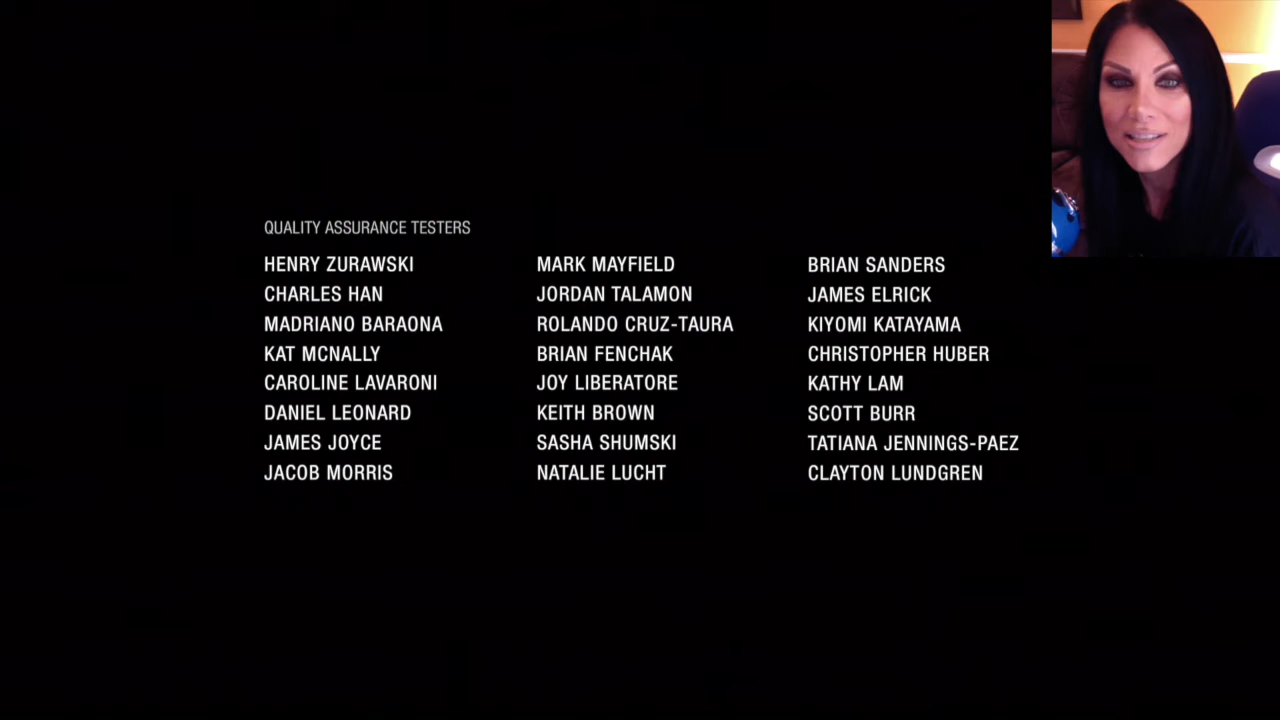 QUALITY ASSURANCE TESTERS
HENRY ZURAWSKI
CHARLES HAN
MADRIANO BARAONA
KAT MCNALLY
CAROLINE LAVARONI
DANIEL LEONARD
JAMES JOYCE
JACOB MORRIS
MARK MAYFIELD
JORDAN TALAMON
ROLANDO CRUZ-TAURA
BRIAN FENCHAK
JOY LIBERATORE
KEITH BROWN
SASHA SHUMSKI
NATALIE LUCHT
BRIAN SANDERS
JAMES ELRICK
KIYOMI KATAYAMA
CHRISTOPHER HUBER
KATHY LAM
SCOTT BURR
TATIANA JENNINGS-PAEZ
CLAYTON LUNDGREN